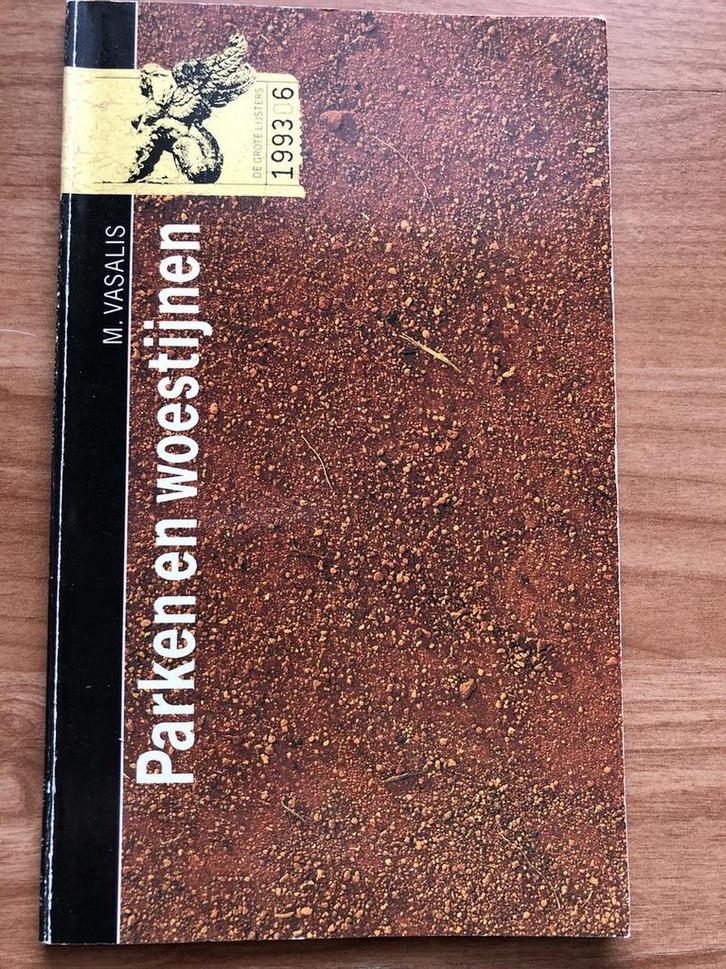 DE GROTE LIJSTERS
1993 06
M. VASALIS
Parken en woestijnen